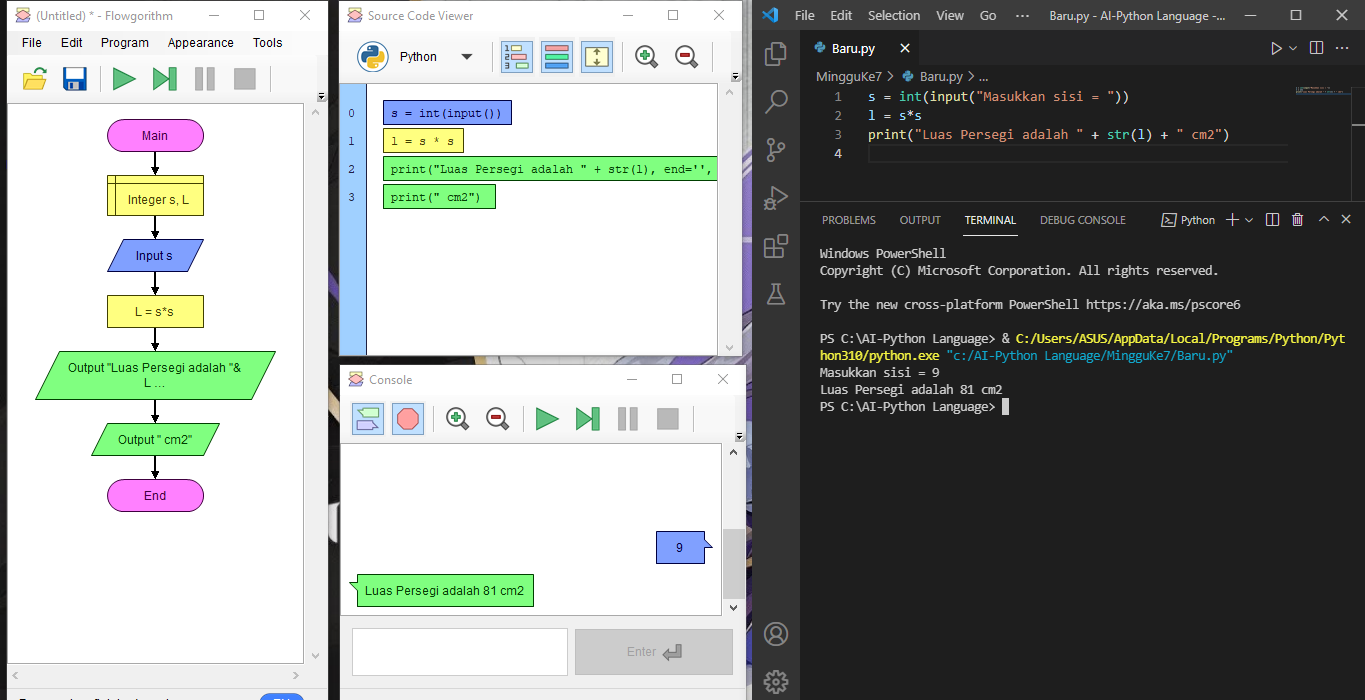 (Untitled) * - Flowgorithm
File Edit Program Appearance Tools
Main
Integer s, L
Input s
L = s*s
Output "Luas Persegi adalah "&
L ...
Output " cm2"
End
Source Code Viewer
Python
0 s = int(input())
1 l = s * s
2 print("Luas Persegi adalah " + str(l), end='',
3 print(" cm2")
Console
9
Luas Persegi adalah 81 cm2
Enter
File Edit Selection View Go ··· Baru.py - AI-Python Language -...
Baru.py
MingguKe7 > Baru.py > ...
1 s = int(input("Masukkan sisi = "))
2 l = s*s
3 print("Luas Persegi adalah " + str(l) + " cm2")
4
PROBLEMS OUTPUT TERMINAL DEBUG CONSOLE Python
Windows PowerShell
Copyright (C) Microsoft Corporation. All rights reserved.
Try the new cross-platform PowerShell https://aka.ms/pscore6
PS C:\AI-Python Language> & C:/Users/ASUS/AppData/Local/Programs/Python/Pyt
hon310/python.exe "c:/AI-Python Language/MingguKe7/Baru.py"
Masukkan sisi = 9
Luas Persegi adalah 81 cm2
PS C:\AI-Python Language>